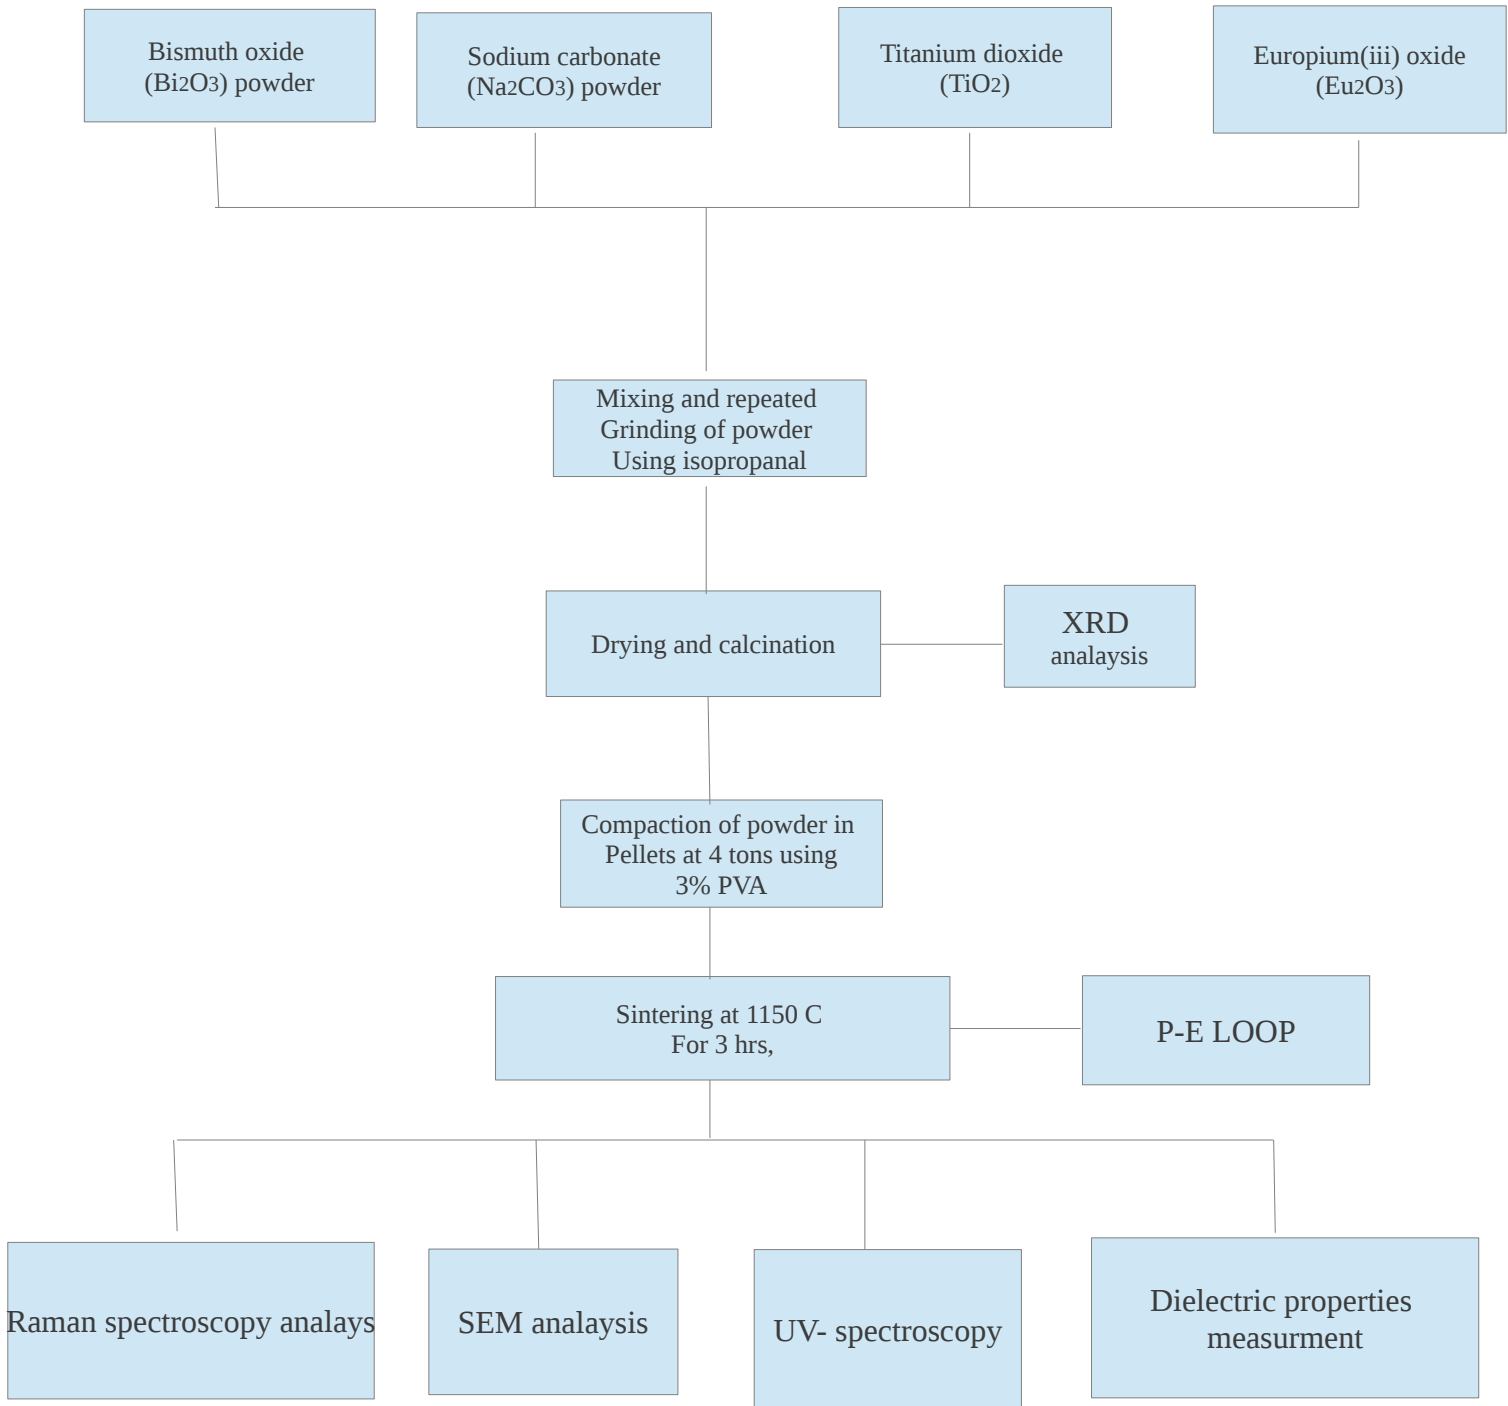 Bismuth oxide
(Bi2O3) powder
Sodium carbonate
(Na2CO3) powder
Titanium dioxide
(TiO2)
Europium(iii) oxide
(Eu2O3)
Mixing and repeated
Grinding of powder
Using isopropanal
Drying and calcination
XRD
analaysis
Compaction of powder in
Pellets at 4 tons using
3% PVA
Sintering at 1150 C
For 3 hrs,
P-E LOOP
Raman spectroscopy analays
SEM analaysis
UV- spectroscopy
Dielectric properties
measurment